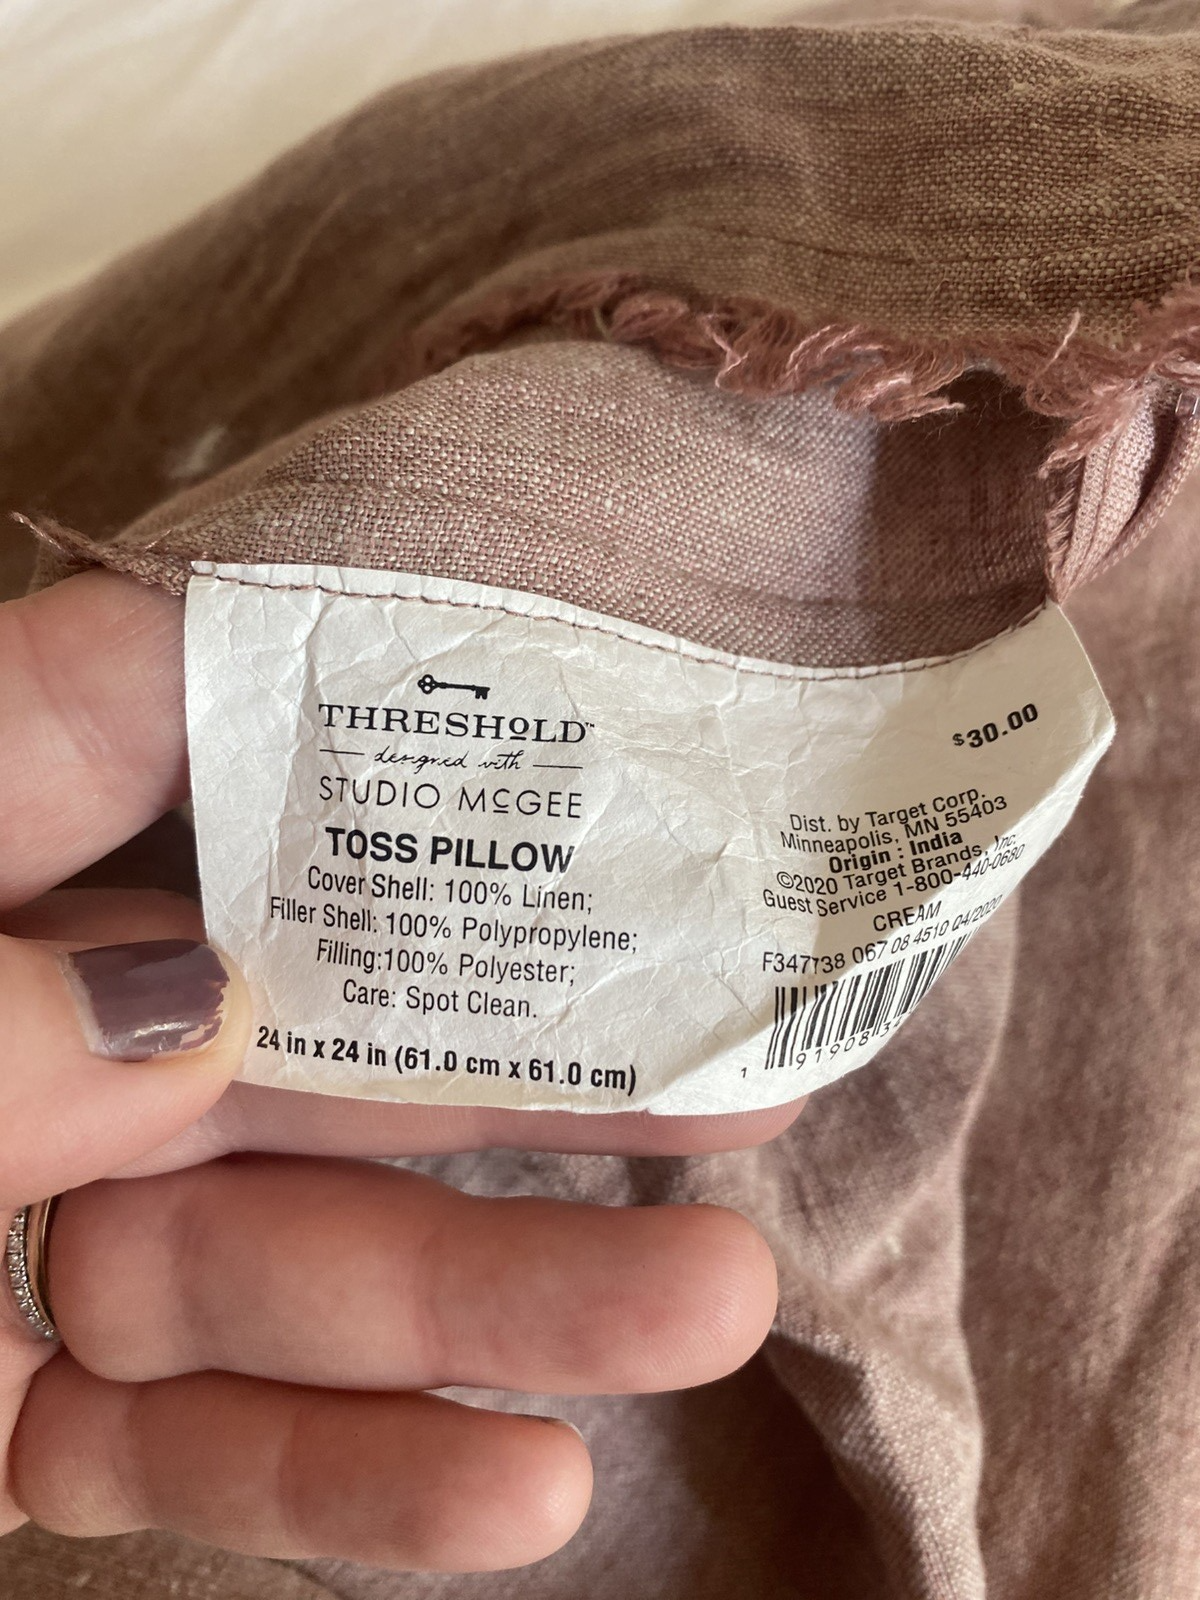 THRESHOLD™
designed with
STUDIO McGEE
TOSS PILLOW
Cover Shell: 100% Linen;
Filler Shell: 100% Polypropylene;
Filling:100% Polyester;
Care: Spot Clean.
24 in x 24 in (61.0 cm x 61.0 cm)
$30.00
Dist. by Target Corp.
Minneapolis, MN 55403
Origin : India
©2020 Target Brands, Inc.
Guest Service 1-800-440-0680
CREAM
F347738 067 08 4510 04/2020
1 91908 3